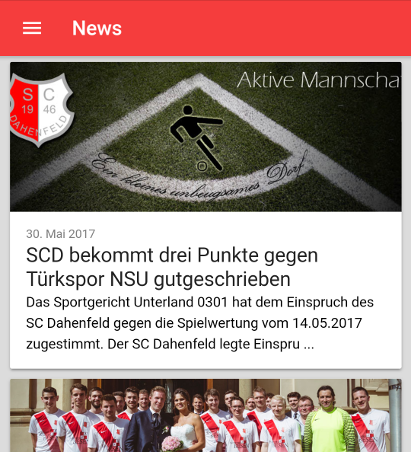 News
Aktive Mannscha
S C
19 46
DAHENFELD
Ein kleines unbeugsames Dorf
30. Mai 2017
SCD bekommt drei Punkte gegen
Türkspor NSU gutgeschrieben
Das Sportgericht Unterland 0301 hat dem Einspruch des
SC Dahenfeld gegen die Spielwertung vom 14.05.2017
zugestimmt. Der SC Dahenfeld legte Einspru ...